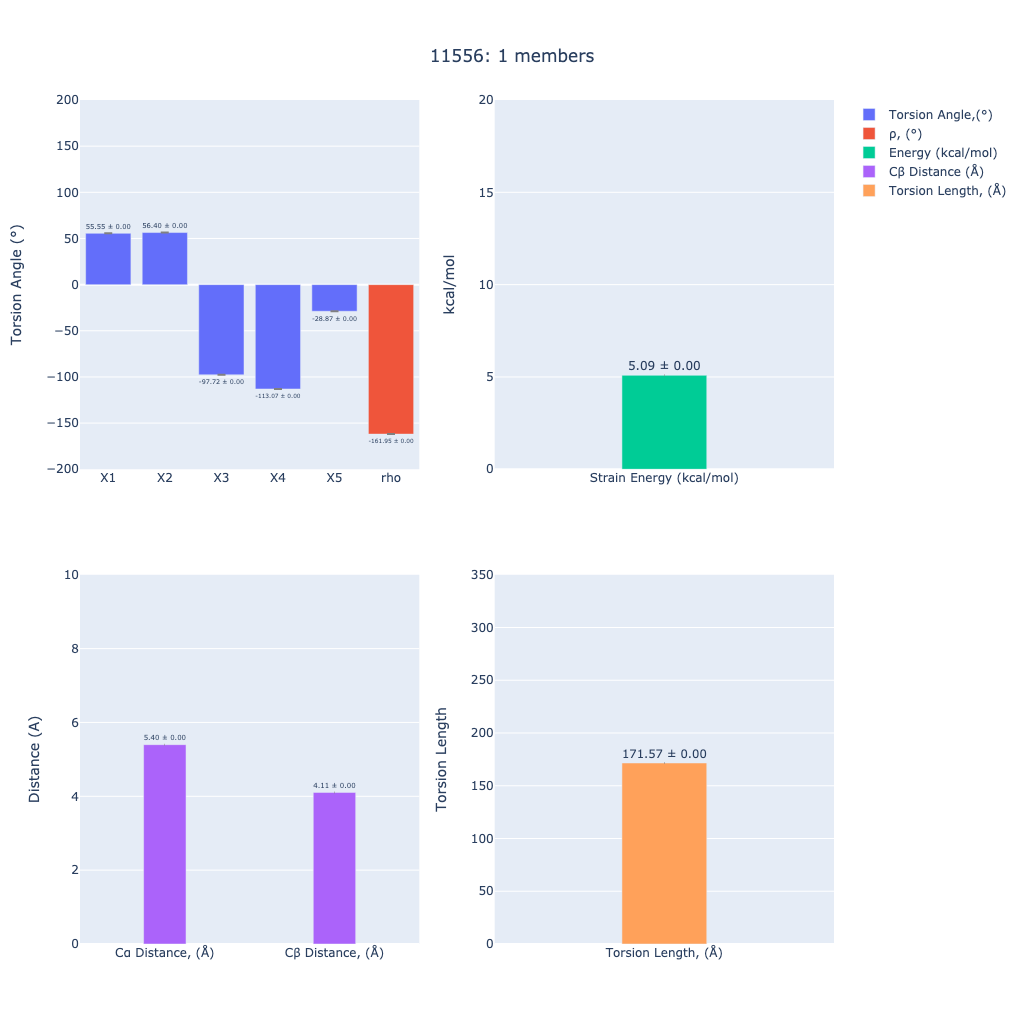 11556: 1 members
Torsion Angle (°)
200
150
100
50
0
−50
−100
−150
−200
55.55 ± 0.00
56.40 ± 0.00
-97.72 ± 0.00
-113.07 ± 0.00
-28.87 ± 0.00
-161.95 ± 0.00
X1 X2 X3 X4 X5 rho
kcal/mol
20
15
10
5
0
5.09 ± 0.00
Strain Energy (kcal/mol)
Torsion Angle,(°)
ρ, (°)
Energy (kcal/mol)
Cβ Distance (Å)
Torsion Length, (Å)
Distance (A)
10
8
6
4
2
0
5.40 ± 0.00
4.11 ± 0.00
Cα Distance, (Å) Cβ Distance, (Å)
Torsion Length
350
300
250
200
150
100
50
0
171.57 ± 0.00
Torsion Length, (Å)